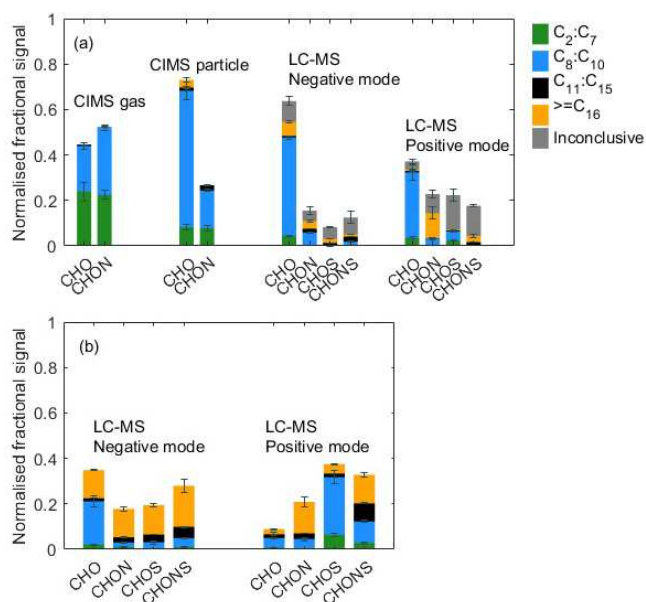 (a)
Normalised fractional signal
1
0.8
0.6
0.4
0.2
0
CIMS gas
CIMS particle
LC-MS
Negative mode
LC-MS
Positive mode
CHO
CHON
CHO
CHON
CHO
CHON
CHOS
CHONS
CHO
CHON
CHOS
CHONS
C2:C7
C8:C10
C11:C15
>=C16
Inconclusive
(b)
Normalised fractional signal
1
0.8
0.6
0.4
0.2
0
LC-MS
Negative mode
LC-MS
Positive mode
CHO
CHON
CHOS
CHONS
CHO
CHON
CHOS
CHONS